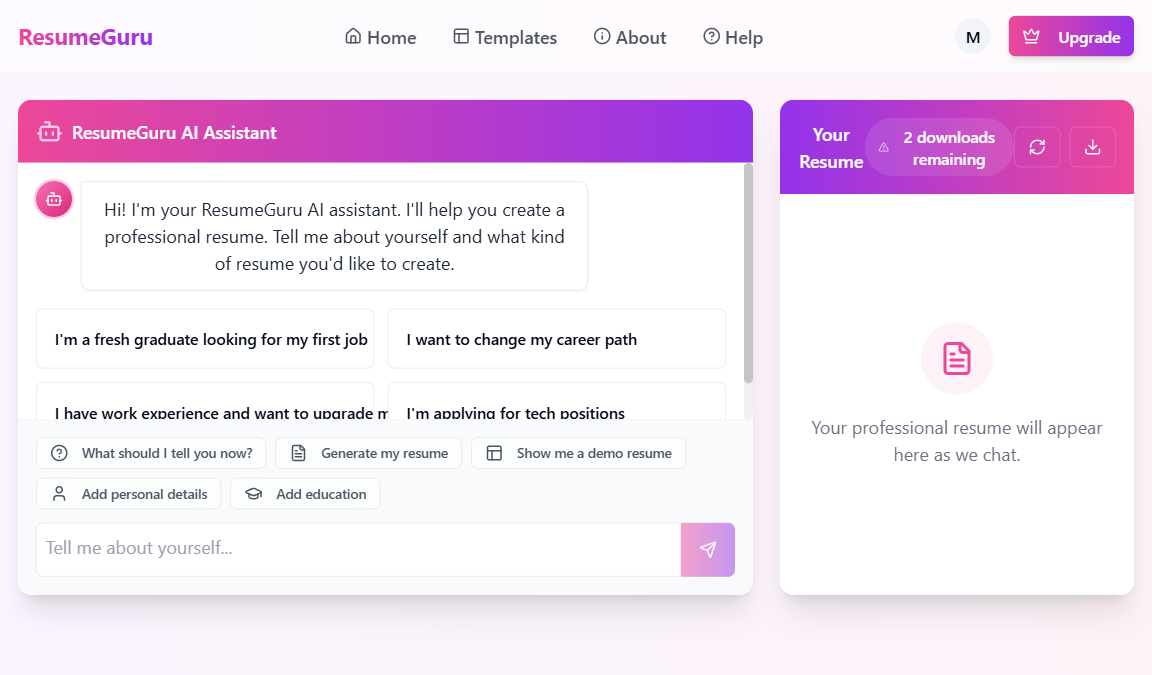 ResumeGuru
Home
Templates
About
Help
M
Upgrade
ResumeGuru AI Assistant
Hi! I'm your ResumeGuru AI assistant. I'll help you create a
professional resume. Tell me about yourself and what kind
of resume you'd like to create.
I'm a fresh graduate looking for my first job
I want to change my career path
I have work experience and want to upgrade m
I'm applying for tech positions
What should I tell you now?
Generate my resume
Show me a demo resume
Add personal details
Add education
Tell me about yourself...
Your
Resume
2 downloads
remaining
Your professional resume will appear
here as we chat.